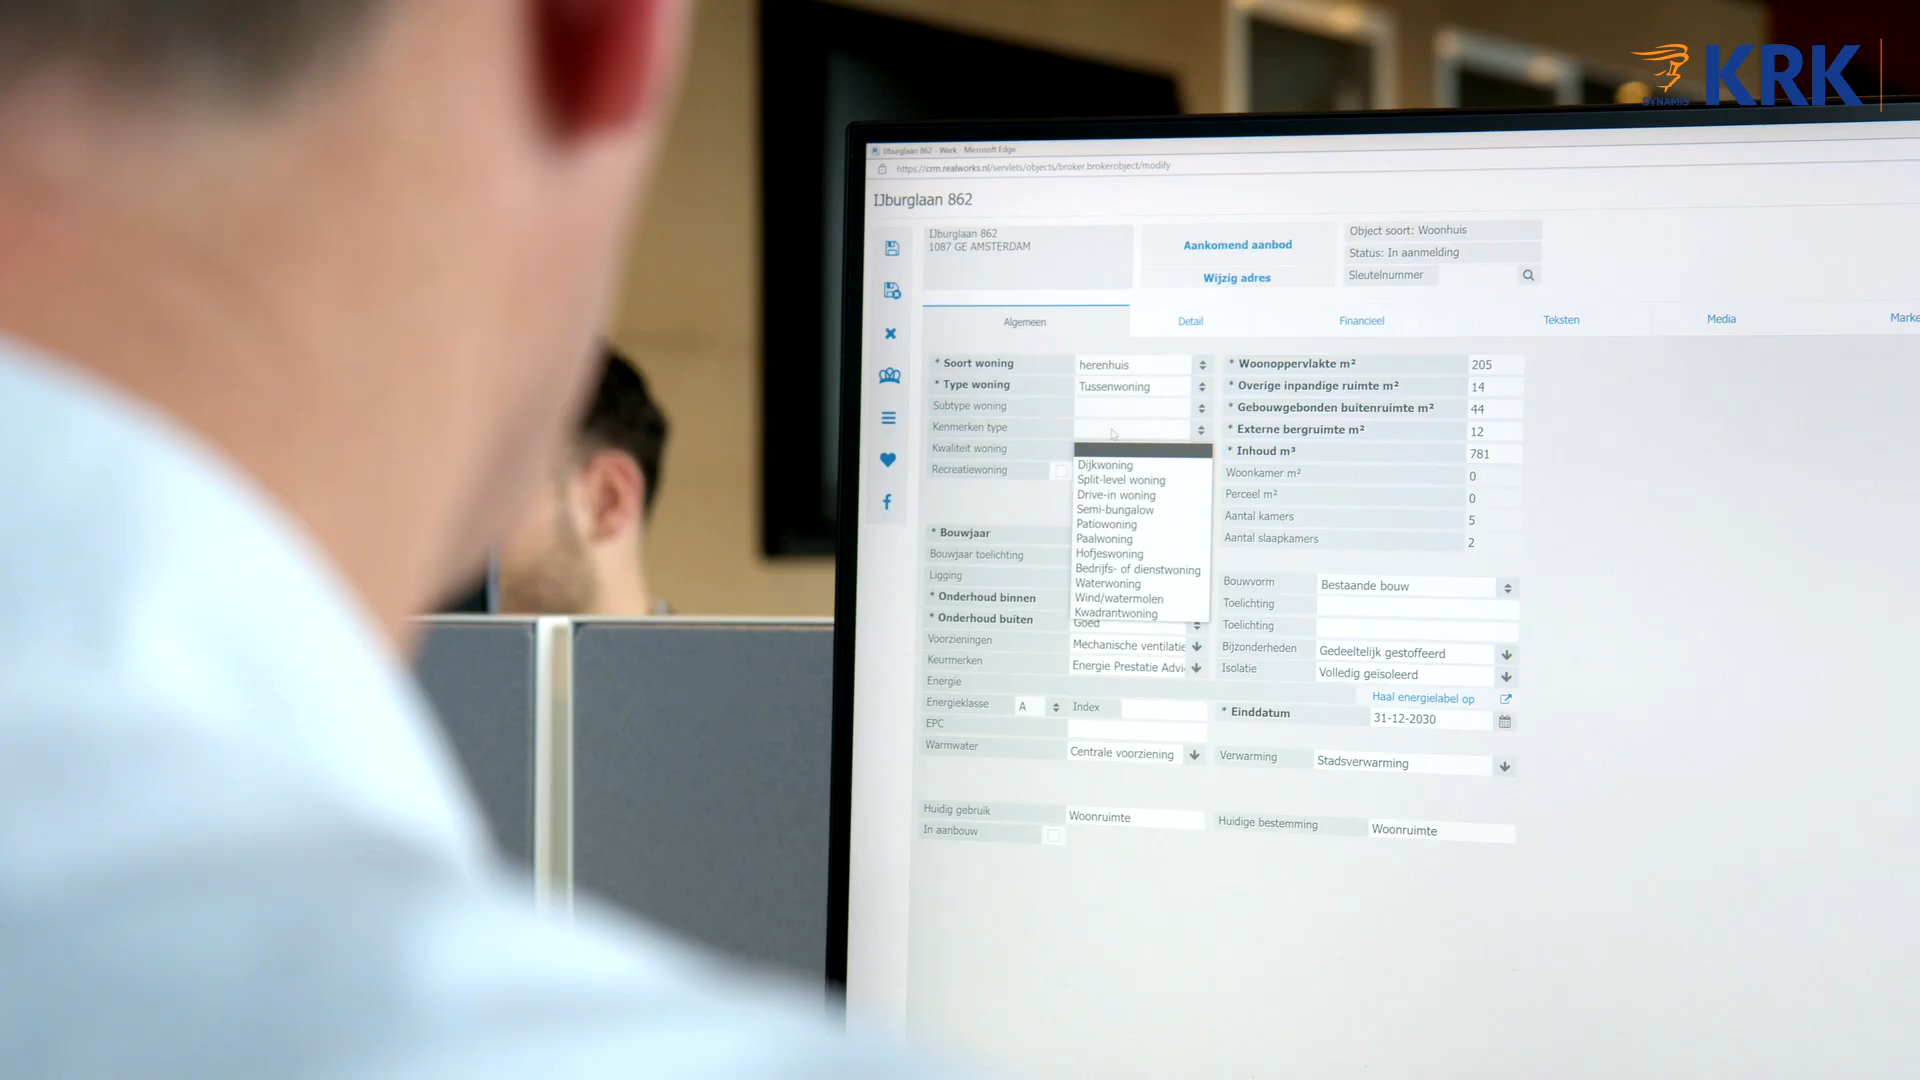 DYNAMIS KRK
IJburglaan 862 - Werk - Microsoft Edge
https://crm.realworks.nl/servlets/objects/broker.brokerobject/modify
IJburglaan 862
IJburglaan 862
1087 GE AMSTERDAM
Aankomend aanbod
Wijzig adres
Object soort: Woonhuis
Status: In aanmelding
Sleutelnummer
Algemeen Detail Financieel Teksten Media Marke
* Soort woning herenhuis
* Type woning Tussenwoning
Subtype woning
Kenmerken type
Kwaliteit woning
Recreatiewoning
Dijkwoning
Split-level woning
Drive-in woning
Semi-bungalow
Patiowoning
Paalwoning
Hofjeswoning
Bedrijfs- of dienstwoning
Waterwoning
Wind/watermolen
Kwadrantwoning
* Bouwjaar
Bouwjaar toelichting
Ligging
* Onderhoud binnen
* Onderhoud buiten Goed
Voorzieningen Mechanische ventilatie
Keurmerken Energie Prestatie Advi
Energie
Energieklasse A Index
EPC
Warmwater Centrale voorziening
Huidig gebruik Woonruimte
In aanbouw
* Woonoppervlakte m² 205
* Overige inpandige ruimte m² 14
* Gebouwgebonden buitenruimte m² 44
* Externe bergruimte m² 12
* Inhoud m³ 781
Woonkamer m² 0
Perceel m² 0
Aantal kamers 5
Aantal slaapkamers 2
Bouwvorm Bestaande bouw
Toelichting
Toelichting
Bijzonderheden Gedeeltelijk gestoffeerd
Isolatie Volledig geisoleerd
Haal energielabel op
* Einddatum 31-12-2030
Verwarming Stadsverwarming
Huidige bestemming Woonruimte